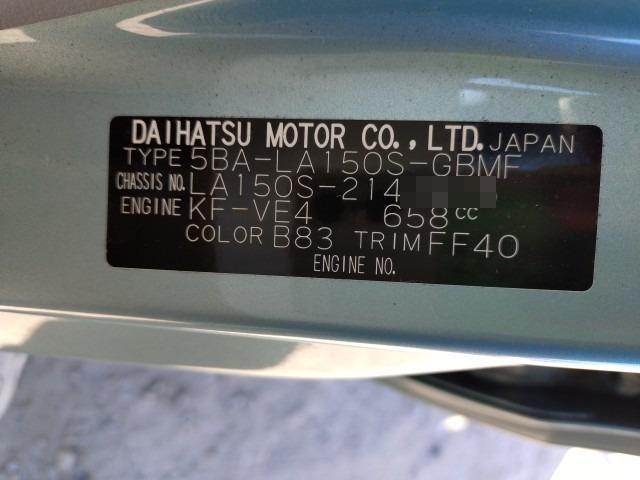 DAIHATSU MOTOR CO., LTD. JAPAN
TYPE 5BA-LA150S-GBMF
CHASSIS NO. LA150S-214
ENGINE KF-VE4 658cc
COLOR B83 TRIM FF40
ENGINE NO.